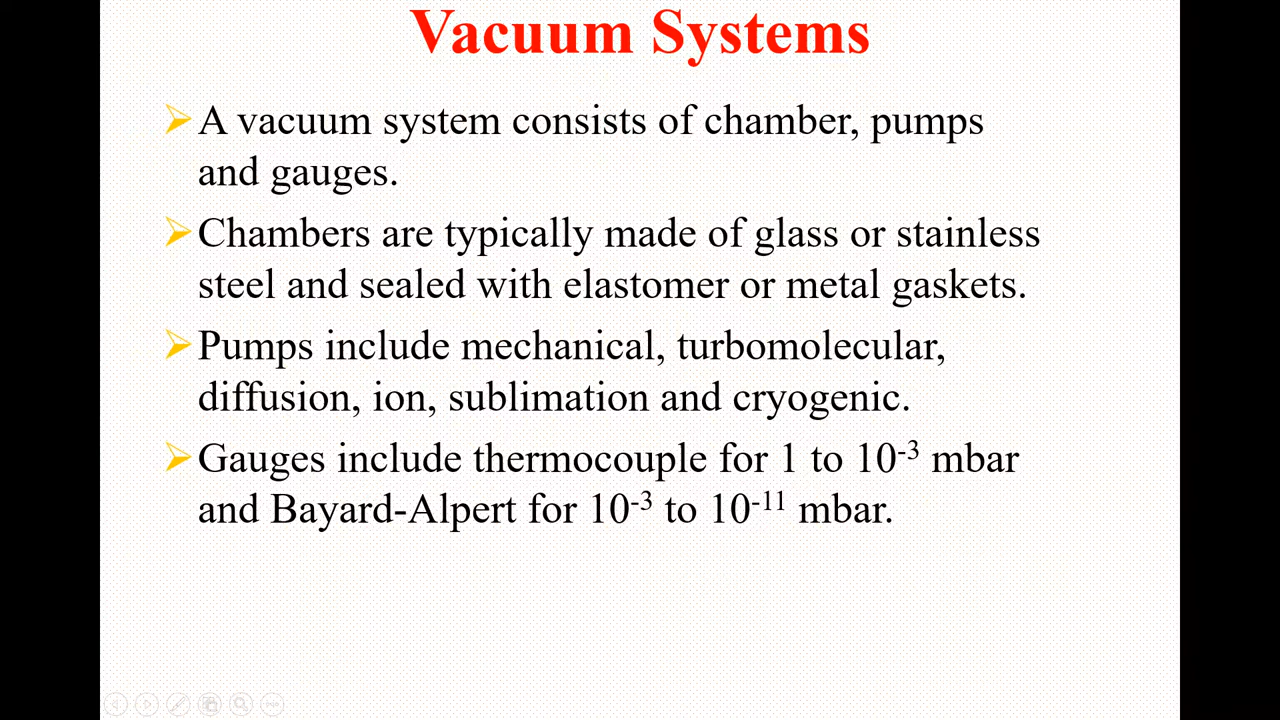 Vacuum Systems
A vacuum system consists of chamber, pumps
and gauges.
Chambers are typically made of glass or stainless
steel and sealed with elastomer or metal gaskets.
Pumps include mechanical, turbomolecular,
diffusion, ion, sublimation and cryogenic.
Gauges include thermocouple for 1 to 10⁻³ mbar
and Bayard-Alpert for 10⁻³ to 10⁻¹¹ mbar.